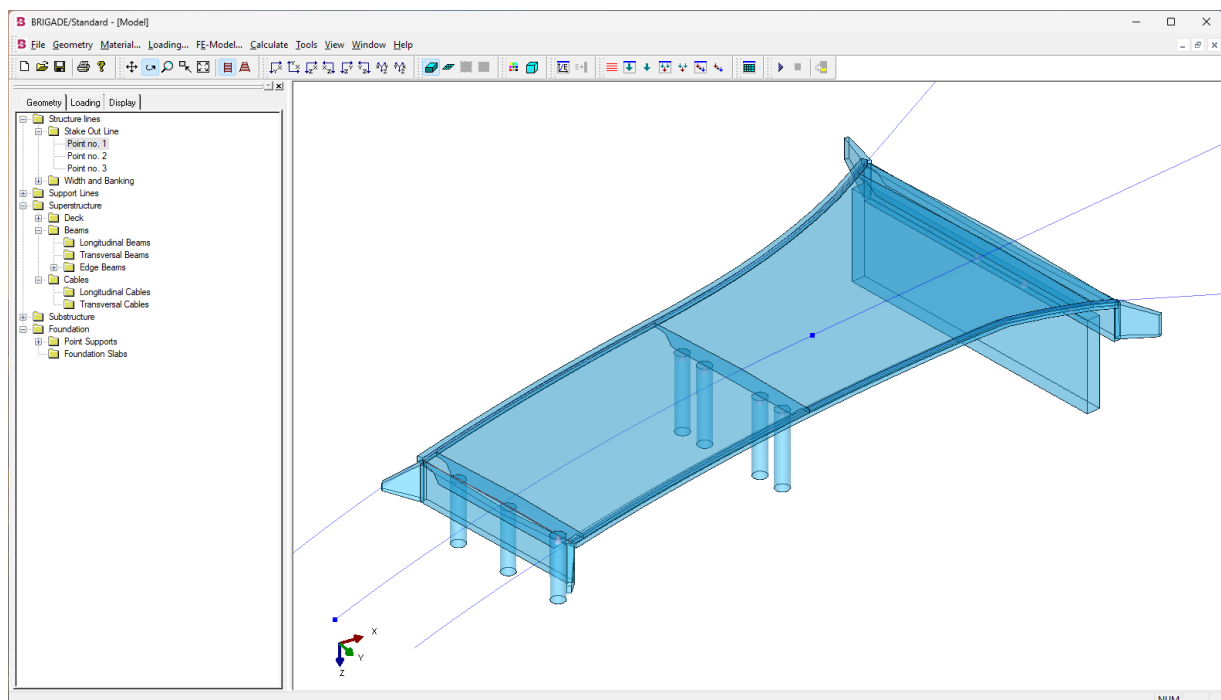 BRIGADE/Standard - [Model]
File Geometry Material... Loading... FE-Model... Calculate Tools View Window Help
Geometry Loading Display
Structure lines
Stake Out Line
Point no. 1
Point no. 2
Point no. 3
Width and Banking
Support Lines
Superstructure
Deck
Beams
Longitudinal Beams
Transversal Beams
Edge Beams
Cables
Longitudinal Cables
Transversal Cables
Substructure
Foundation
Point Supports
Foundation Slabs
X
Y
Z
NUM